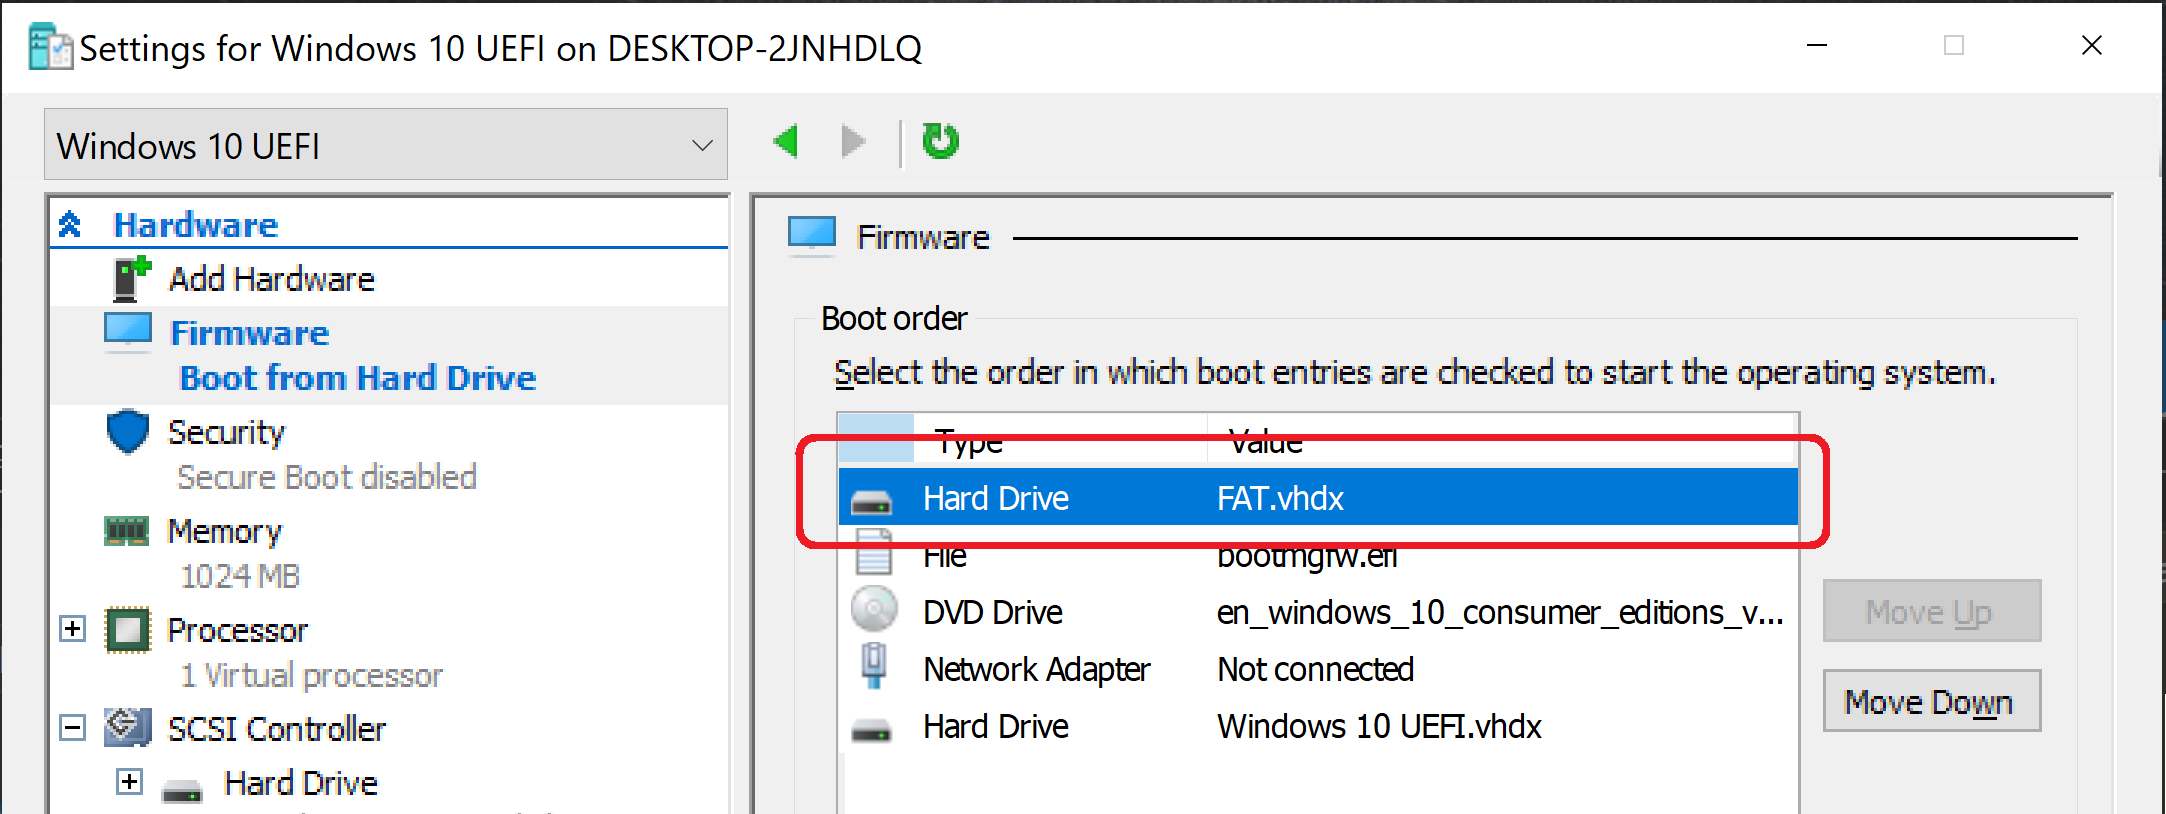 Settings for Windows 10 UEFI on DESKTOP-2JNHDLQ
Windows 10 UEFI
Hardware
Add Hardware
Firmware
Boot from Hard Drive
Security
Secure Boot disabled
Memory
1024 MB
Processor
1 Virtual processor
SCSI Controller
Hard Drive
Firmware
Boot order
Select the order in which boot entries are checked to start the operating system.
Type Value
Hard Drive FAT.vhdx
File bootmgfw.efi
DVD Drive en_windows_10_consumer_editions_v...
Network Adapter Not connected
Hard Drive Windows 10 UEFI.vhdx
Move Up
Move Down